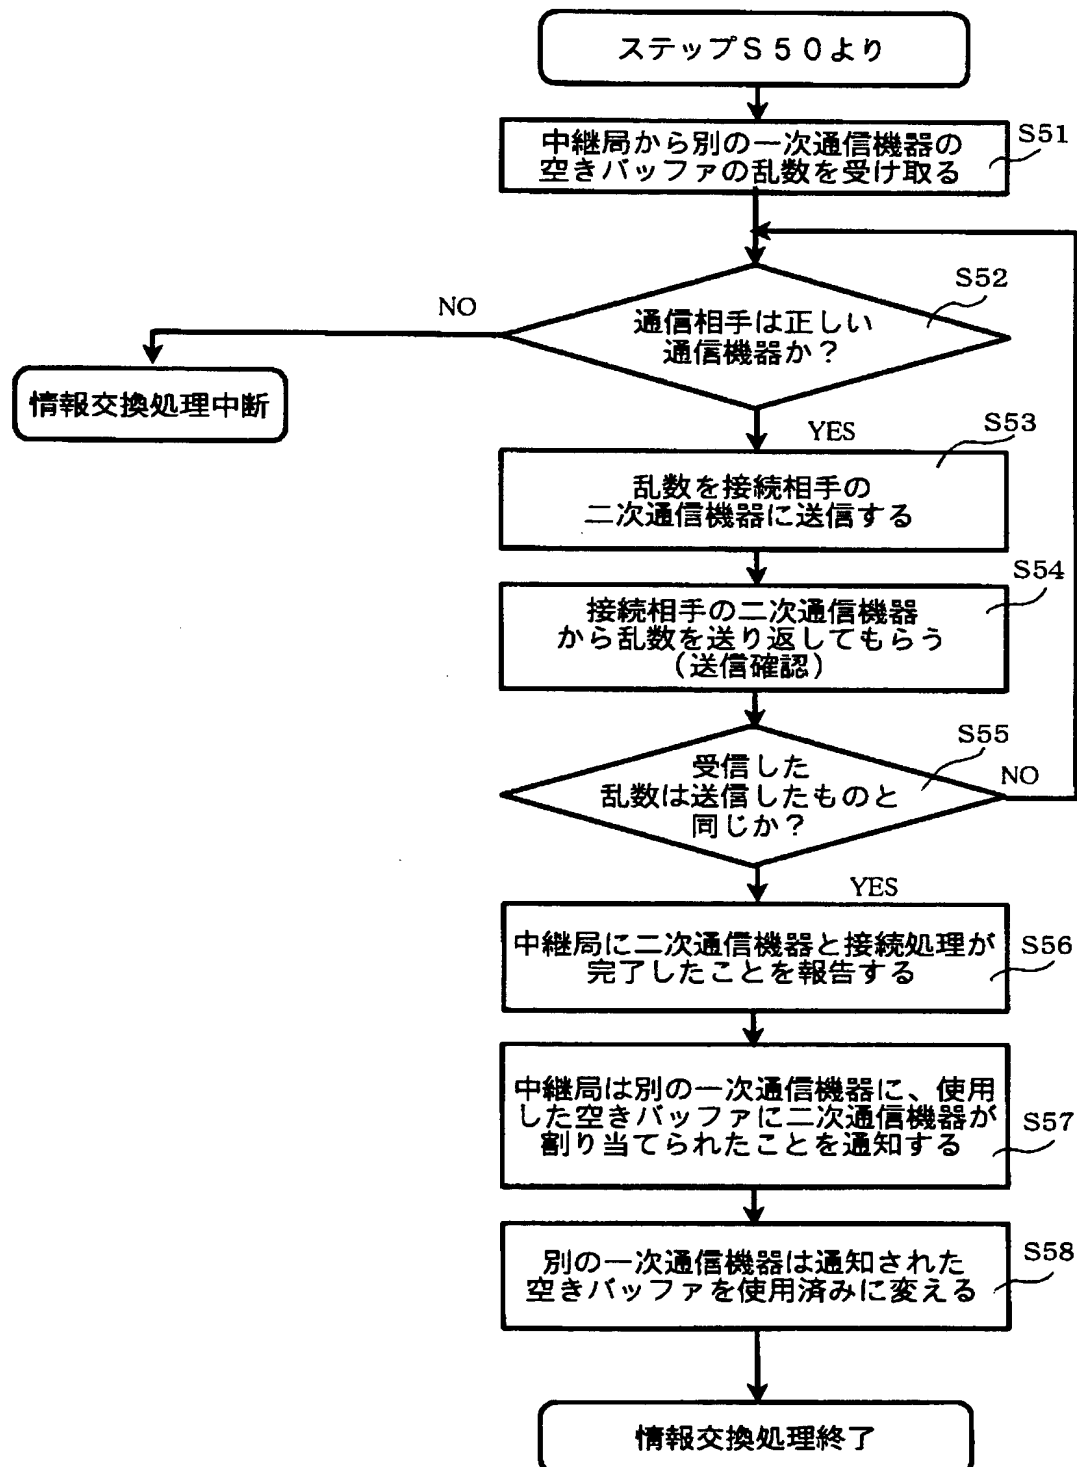 ステップＳ５０より
中継局から別の一次通信機器の
空きバッファの乱数を受け取る
S51
通信相手は正しい
通信機器か？
S52
NO
情報交換処理中断
YES
S53
乱数を接続相手の
二次通信機器に送信する
S54
接続相手の二次通信機器
から乱数を送り返してもらう
（送信確認）
S55
受信した
乱数は送信したものと
同じか？
NO
YES
中継局に二次通信機器と接続処理が
完了したことを報告する
S56
中継局は別の一次通信機器に、使用
した空きバッファに二次通信機器が
割り当てられたことを通知する
S57
別の一次通信機器は通知された
空きバッファを使用済みに変える
S58
情報交換処理終了